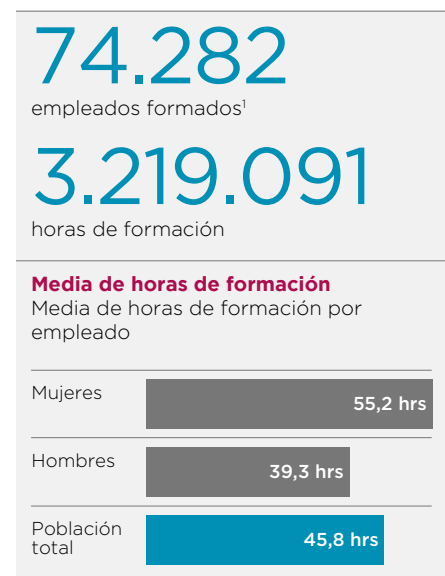 74.282
empleados formados¹
3.219.091
horas de formación
Media de horas de formación
Media de horas de formación por
empleado
Mujeres
55,2 hrs
Hombres
39,3 hrs
Población
total
45,8 hrs